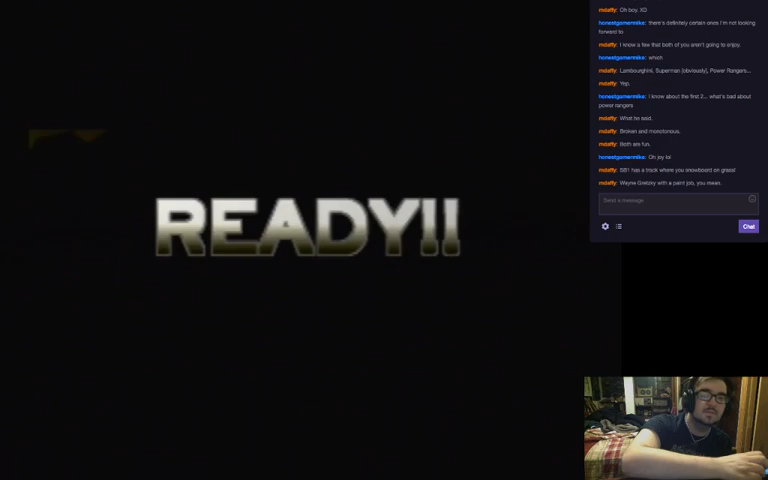 mdaffy: Oh boy. XD
honestgamermike: there's definitely certain ones I'm not looking
forward to
mdaffy: I know a few that both of you aren't going to enjoy.
honestgamermike: which
mdaffy: Lambourghini, Superman (obviously), Power Rangers...
mdaffy: Yep.
honestgamermike: I know about the first 2... what's bad about
power rangers
mdaffy: What he said.
mdaffy: Broken and monotonous.
mdaffy: Both are fun.
honestgamermike: Oh joy lol
mdaffy: SB1 has a track where you snowboard on grass!
mdaffy: Wayne Gretsky with a paint job, you mean.
Send a message
Chat
READY!!